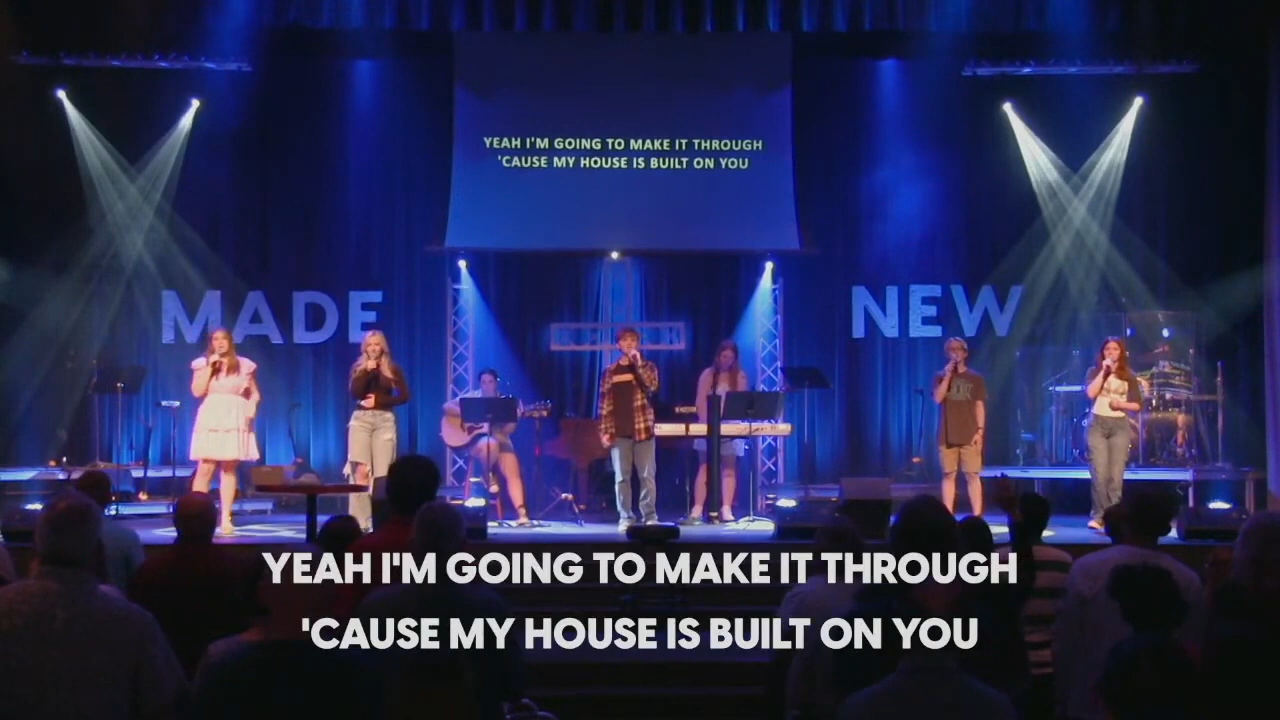 YEAH I'M GOING TO MAKE IT THROUGH
'CAUSE MY HOUSE IS BUILT ON YOU
MADE NEW
YEAH I'M GOING TO MAKE IT THROUGH
'CAUSE MY HOUSE IS BUILT ON YOU